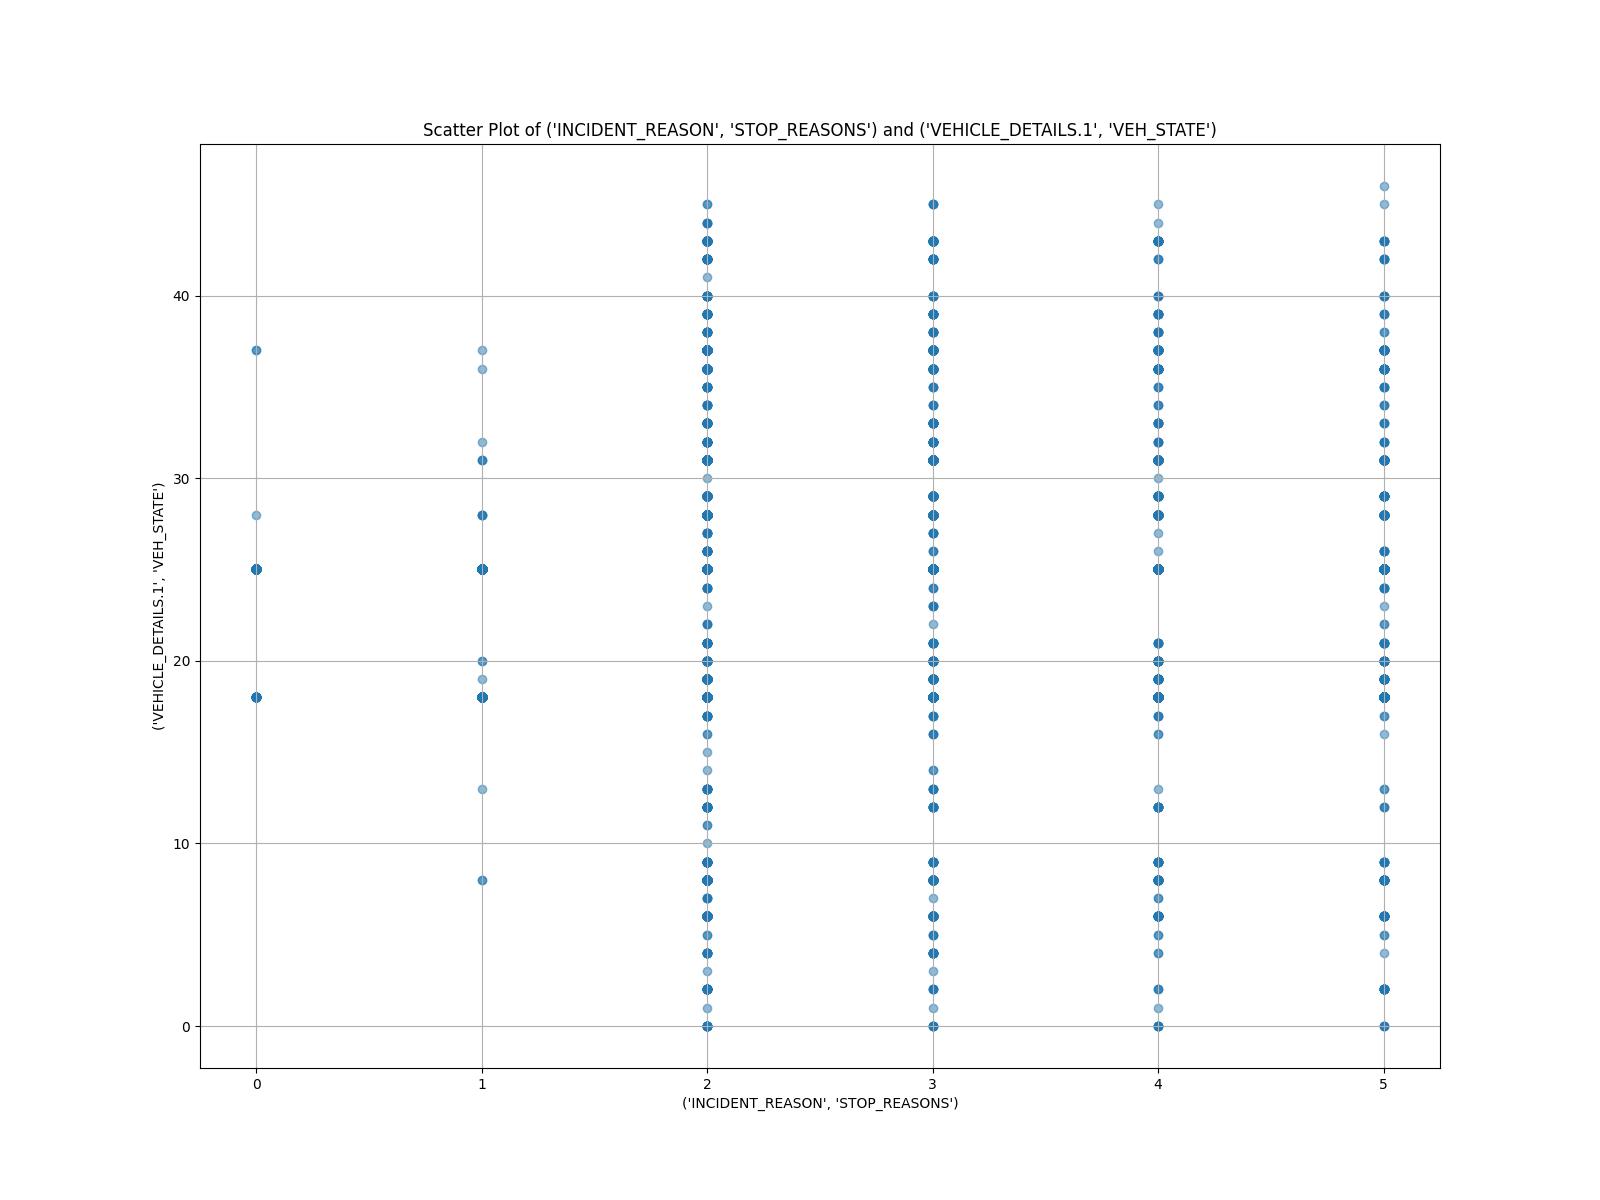 Scatter Plot of ('INCIDENT_REASON', 'STOP_REASONS') and ('VEHICLE_DETAILS.1', 'VEH_STATE')
('VEHICLE_DETAILS.1', 'VEH_STATE')
40
30
20
10
0
0 1 2 3 4 5
('INCIDENT_REASON', 'STOP_REASONS')